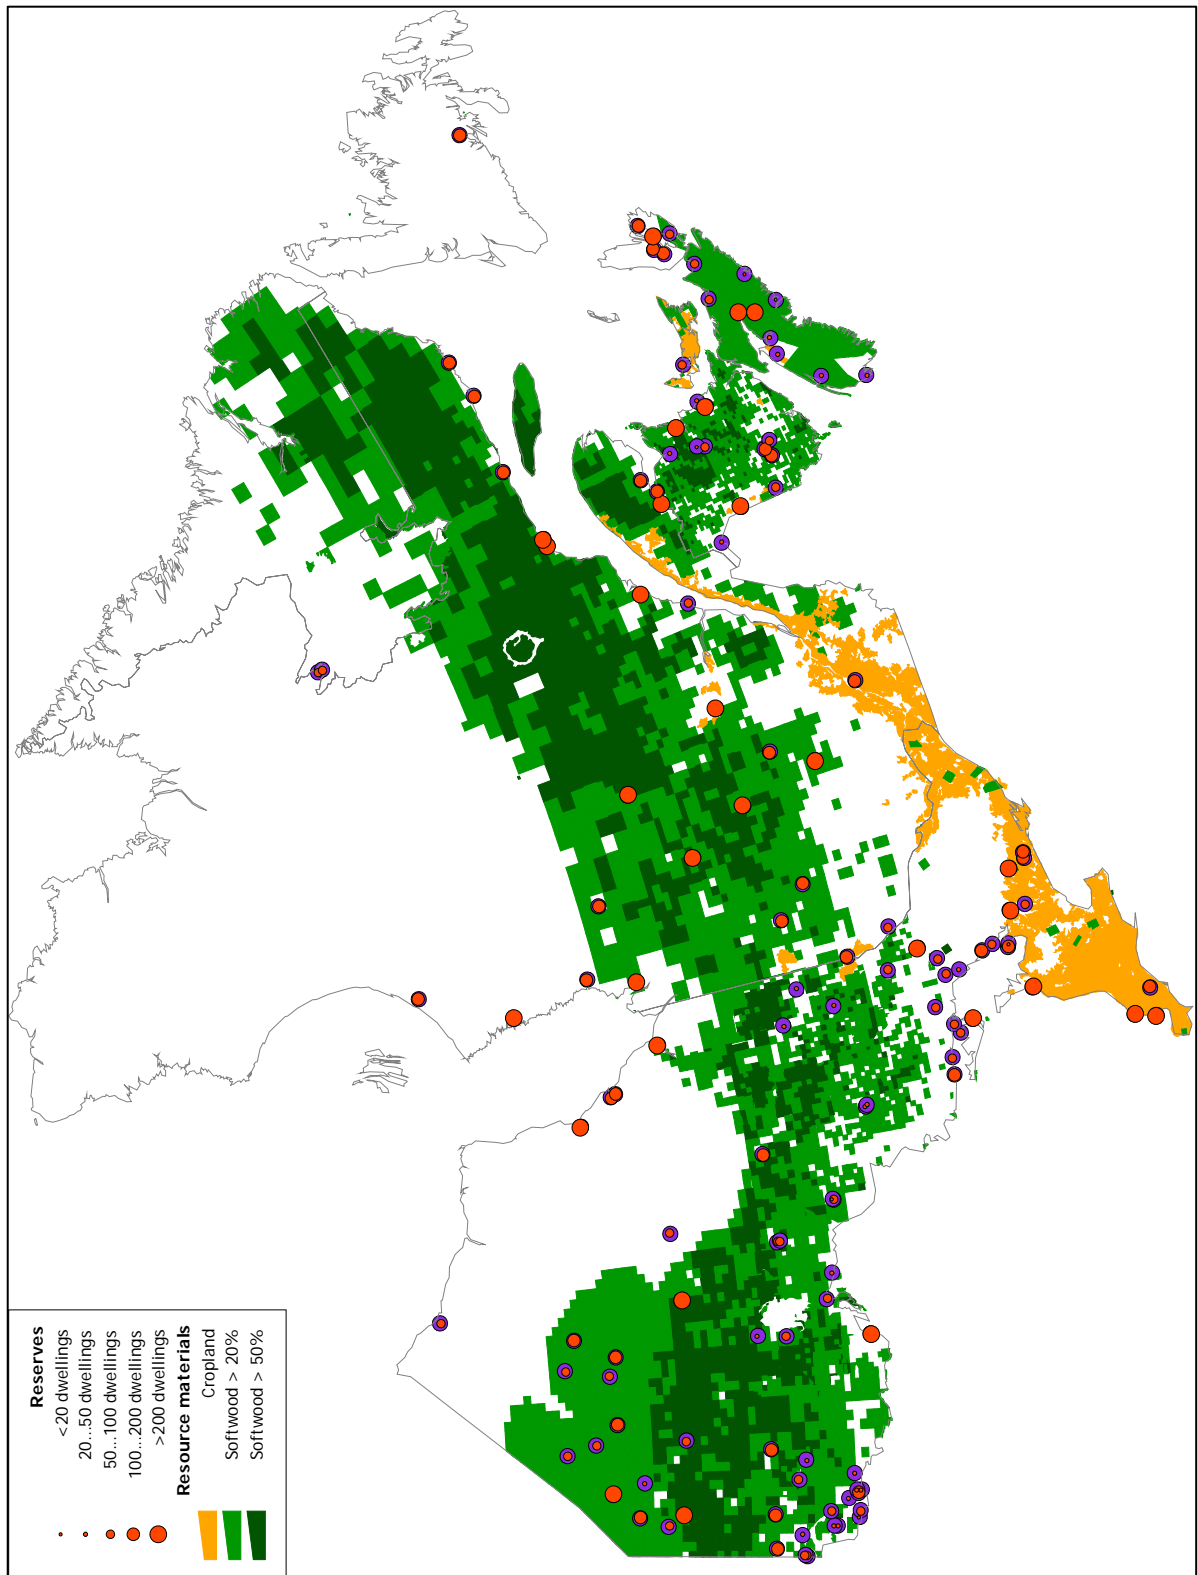 Reserves
<20 dwellings
20...50 dwellings
50...100 dwellings
100...200 dwellings
>200 dwellings
Resource materials
Cropland
Softwood > 20%
Softwood > 50%